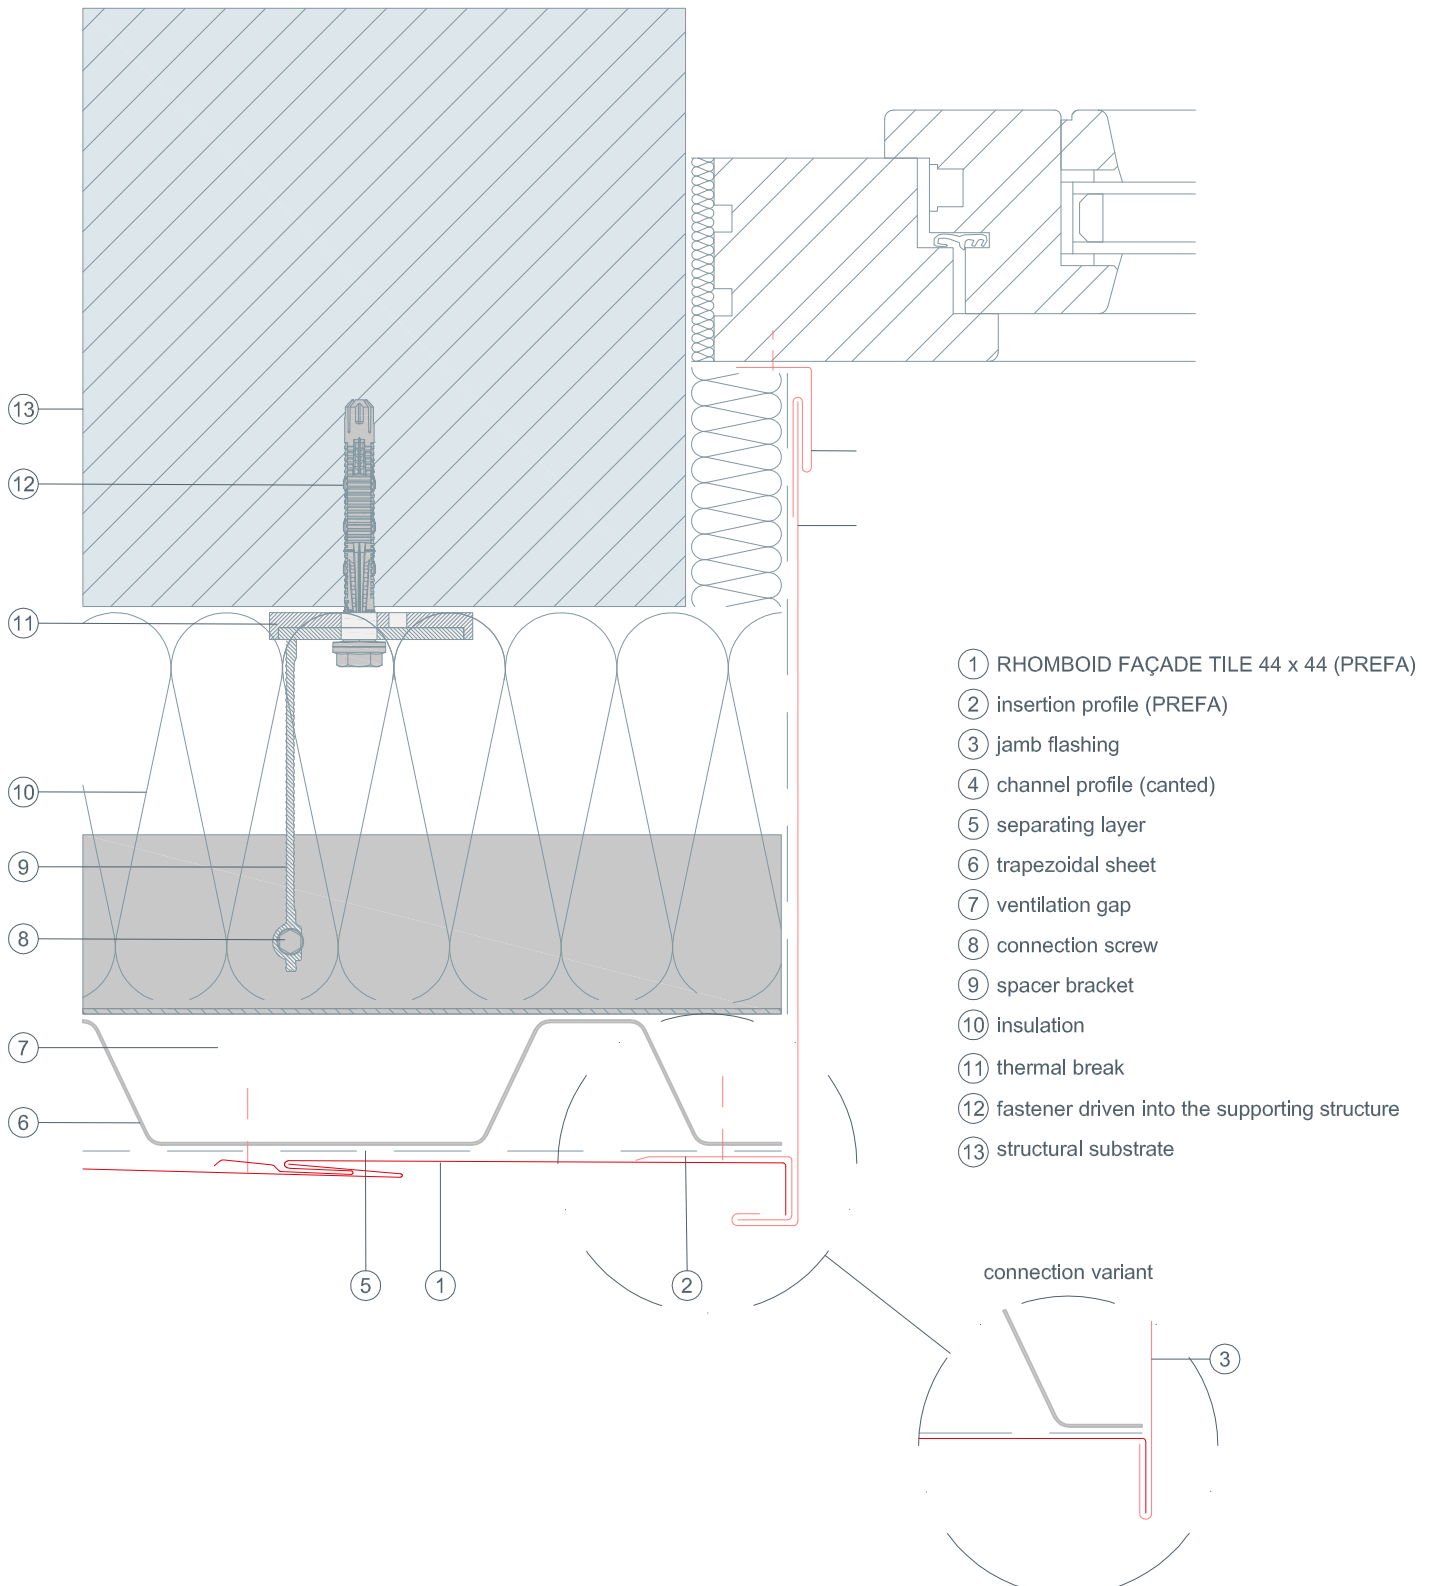 13
12
11
10
9
8
7
6
5
1
2
1 RHOMBOID FAÇADE TILE 44 x 44 (PREFA)
2 insertion profile (PREFA)
3 jamb flashing
4 channel profile (canted)
5 separating layer
6 trapezoidal sheet
7 ventilation gap
8 connection screw
9 spacer bracket
10 insulation
11 thermal break
12 fastener driven into the supporting structure
13 structural substrate
connection variant
3